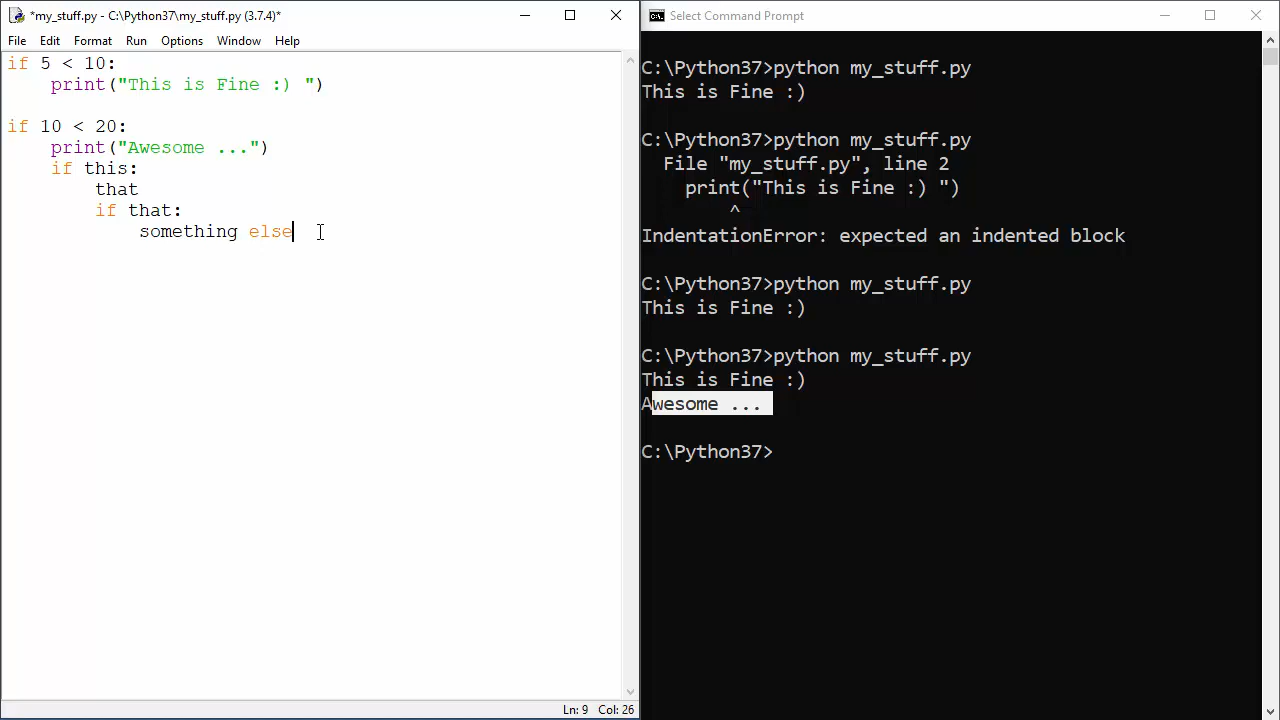 *my_stuff.py - C:\Python37\my_stuff.py (3.7.4)*
File Edit Format Run Options Window Help
if 5 < 10:
    print("This is Fine :) ")

if 10 < 20:
    print("Awesome ...")
    if this:
        that
        if that:
            something else
Ln: 9 Col: 26
Select Command Prompt
C:\Python37>python my_stuff.py
This is Fine :)

C:\Python37>python my_stuff.py
  File "my_stuff.py", line 2
    print("This is Fine :) ")
        ^
IndentationError: expected an indented block

C:\Python37>python my_stuff.py
This is Fine :)

C:\Python37>python my_stuff.py
This is Fine :)
Awesome ...

C:\Python37>